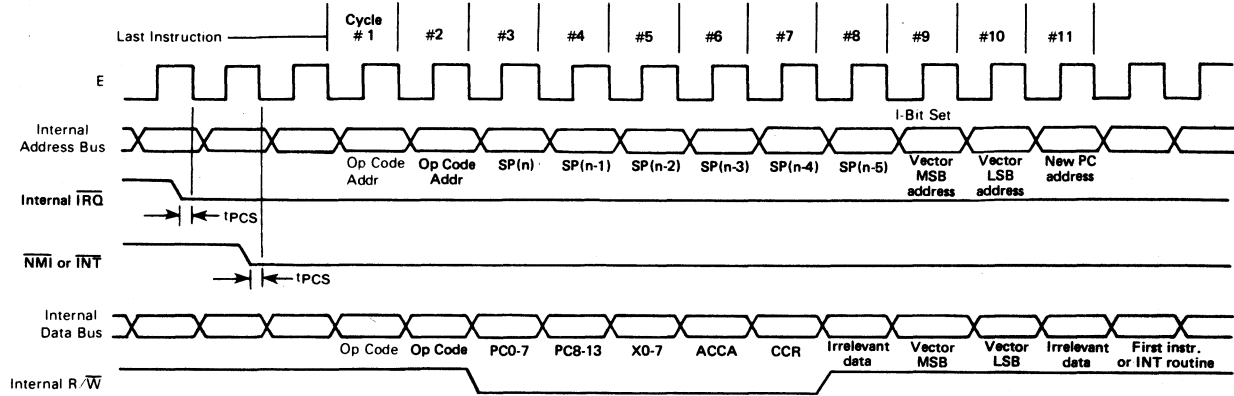 Last Instruction
Cycle
# 1
#2
#3
#4
#5
#6
#7
#8
#9
#10
#11
E
I-Bit Set
Internal
Address Bus
Op Code
Addr
Op Code
Addr
SP(n)
SP(n-1)
SP(n-2)
SP(n-3)
SP(n-4)
SP(n-5)
Vector
MSB
address
Vector
LSB
address
New PC
address
Internal IRQ
tPCS
NMI or INT
tPCS
Internal
Data Bus
Op Code
Op Code
PC0-7
PC8-13
X0-7
ACCA
CCR
Irrelevant
data
Vector
MSB
Vector
LSB
Irrelevant
data
First instr.
or INT routine
Internal R/W